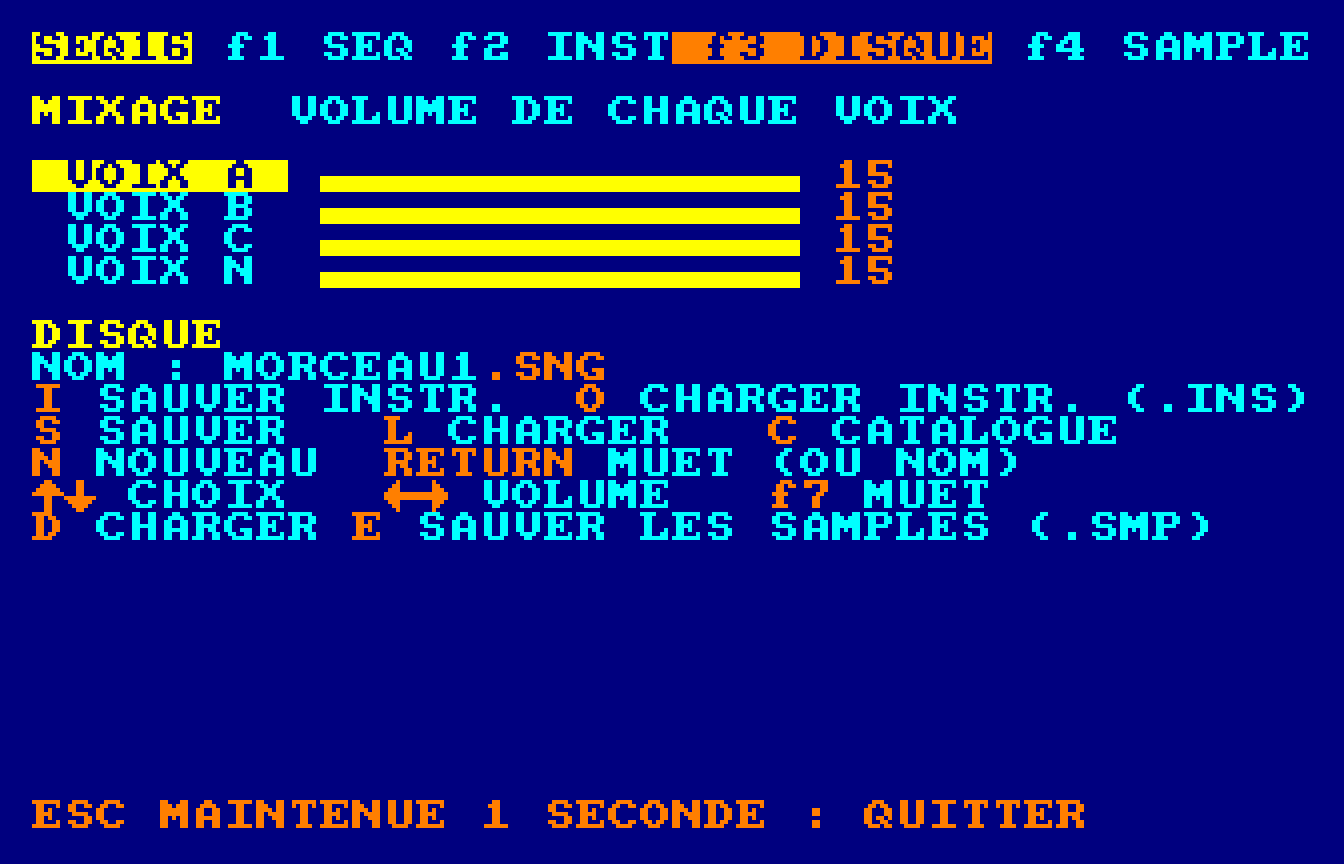 SEQ16 f1 SEQ f2 INST f3 DISQUE f4 SAMPLE
MIXAGE VOLUME DE CHAQUE VOIX
VOIX A 15
VOIX B 15
VOIX C 15
VOIX N 15
DISQUE
NOM : MORCEAU1.SNG
I SAUVER INSTR. O CHARGER INSTR. (.INS)
S SAUVER L CHARGER C CATALOGUE
N NOUVEAU RETURN MUET (OU NOM)
↑↓ CHOIX ↔ VOLUME f7 MUET
D CHARGER E SAUVER LES SAMPLES (.SMP)
ESC MAINTENUE 1 SECONDE : QUITTER